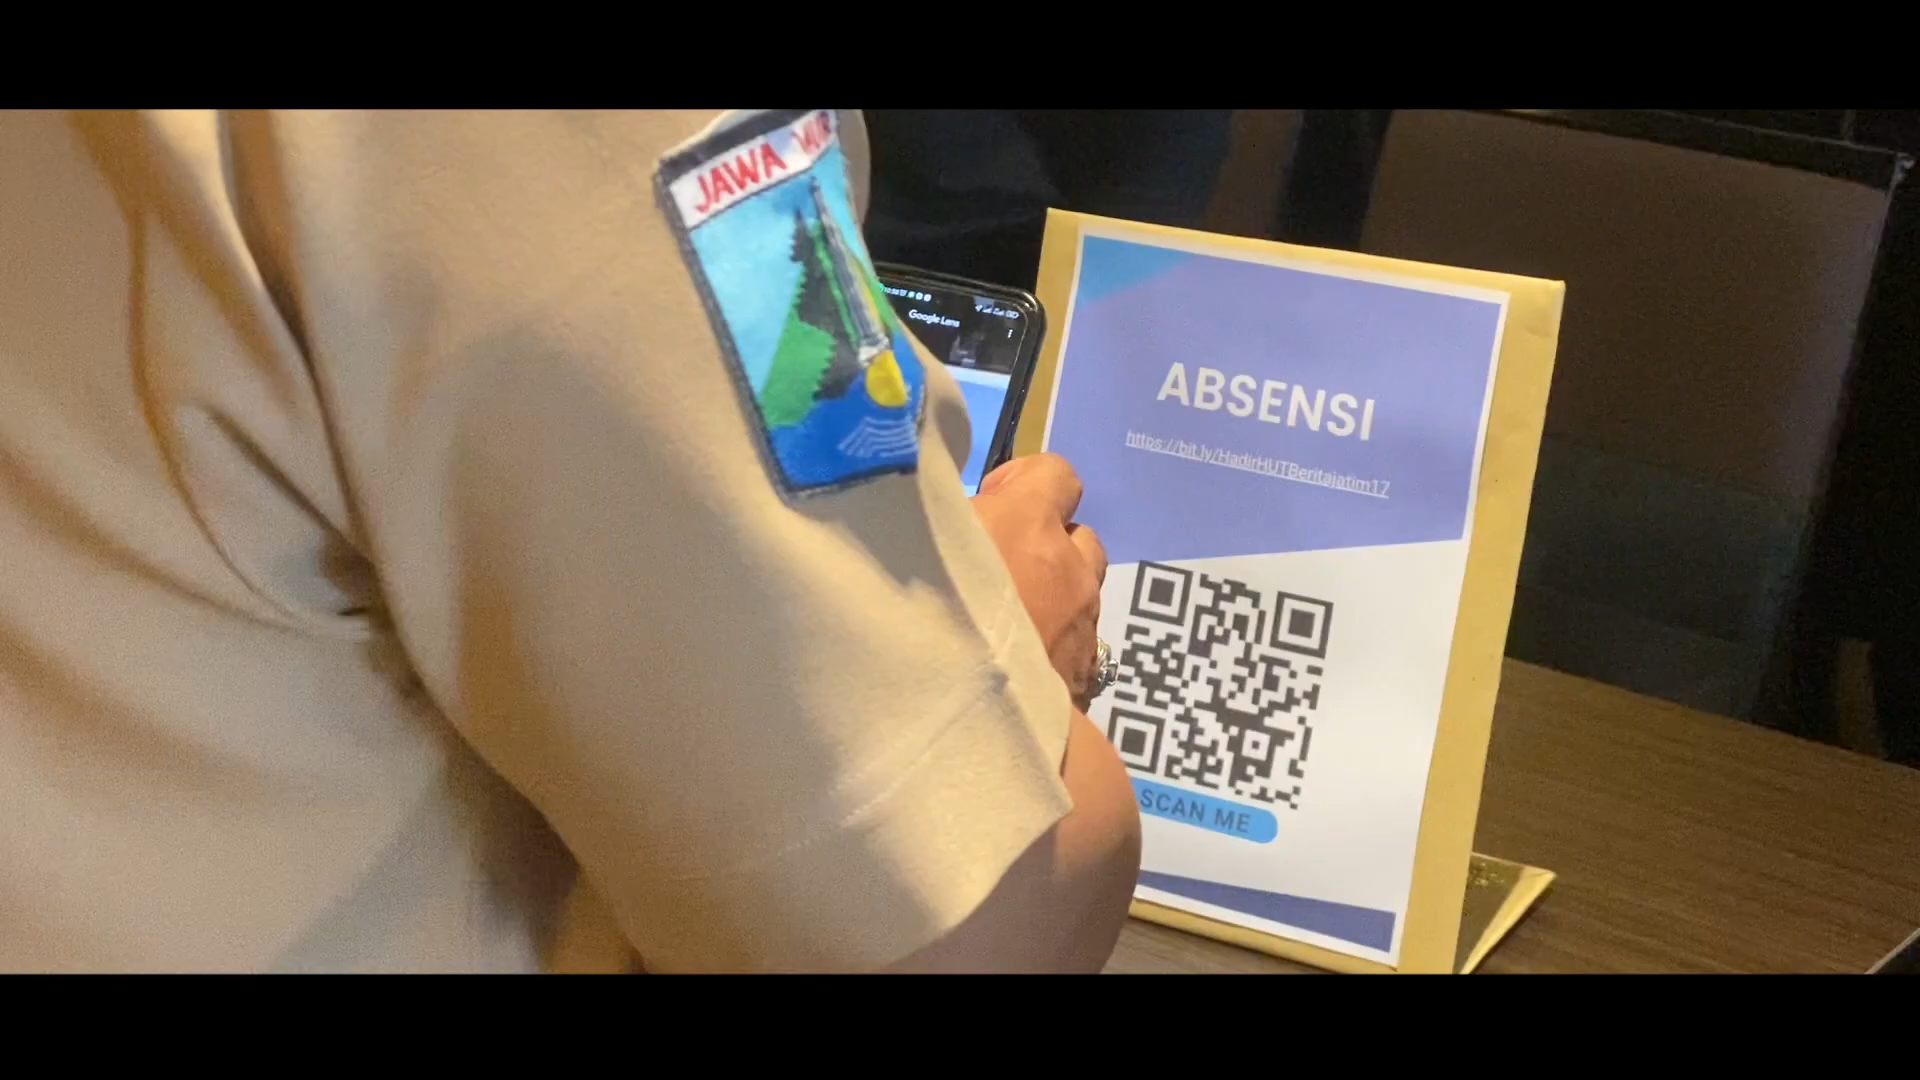 JAWA
Google Lens
ABSENSI
https://bit.ly/HadirHUTBeritajatim17
SCAN ME